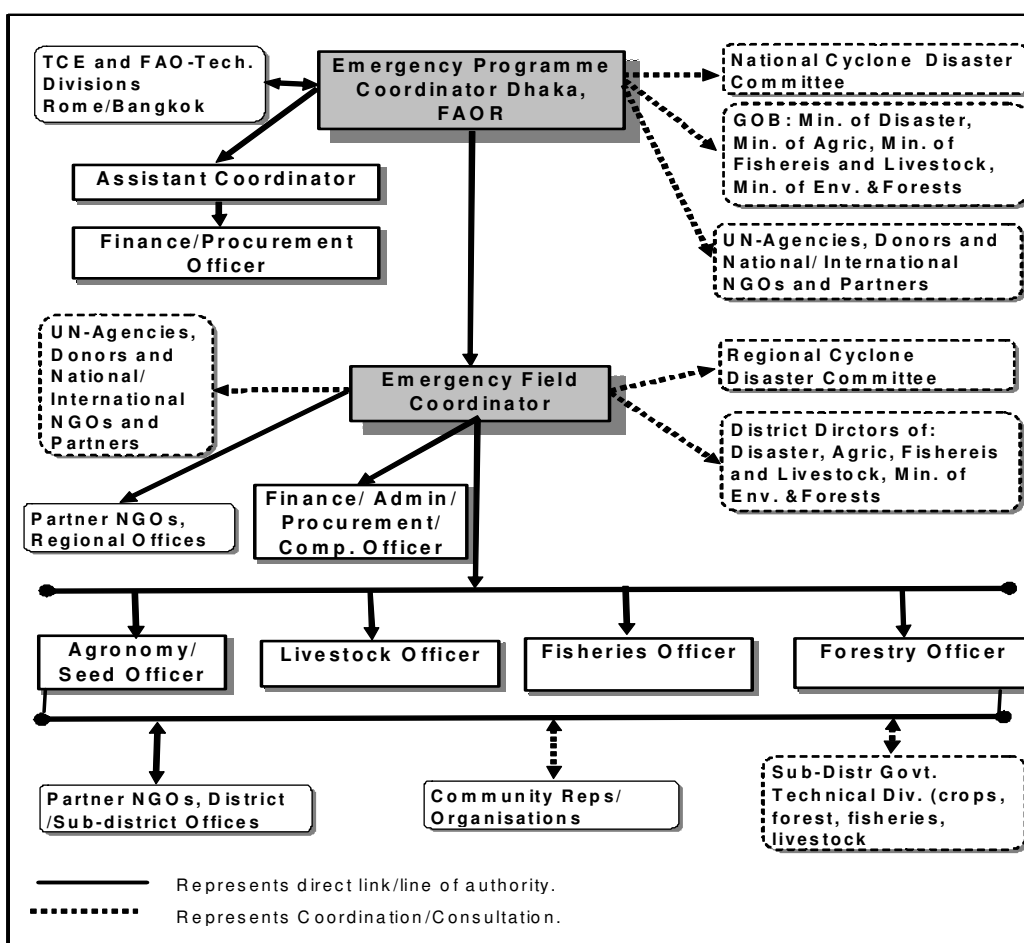 TCE and FAO-Tech.
Divisions
Rome/Bangkok
Emergency Programme
Coordinator Dhaka,
FAOR
National Cyclone Disaster
Committee
GOB: Min. of Disaster,
Min. of Agric, Min. of
Fishereis and Livestock,
Min. of Env. &Forests
Assistant Coordinator
Finance/Procurement
Officer
UN-Agencies, Donors and
National/ International
NGOs and Partners
UN-Agencies,
Donors and
National/
International
NGOs and
Partners
Emergency Field
Coordinator
Regional Cyclone
Disaster Committee
District Dirctors of:
Disaster, Agric, Fishereis
and Livestock, Min. of
Env. &Forests
Partner NGOs,
Regional Offices
Finance/ Admin/
Procurement/
Comp. Officer
Agronomy/
Seed Officer
Livestock Officer
Fisheries Officer
Forestry Officer
Partner NGOs, District
/Sub-district Offices
Community Reps/
Organisations
Sub-Distr Govt.
Technical Div. (crops,
forest, fisheries,
livestock
Represents direct link/line of authority.
Represents Coordination/Consultation.